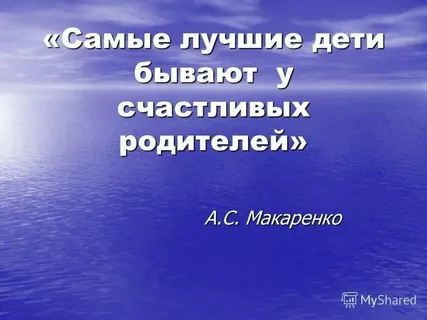 «Самые лучшие дети
бывают у
счастливых
родителей»
А.С. Макаренко
MyShared